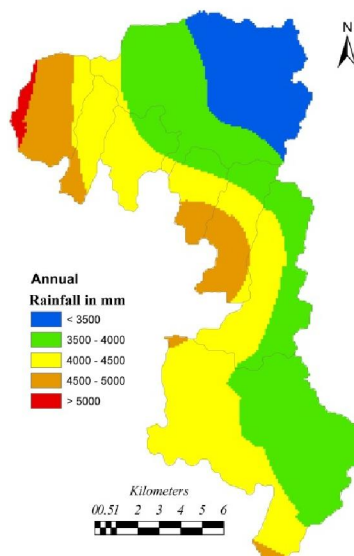 N
Annual
Rainfall in mm
< 3500
3500 - 4000
4000 - 4500
4500 - 5000
> 5000
Kilometers
00.51 2 3 4 5 6